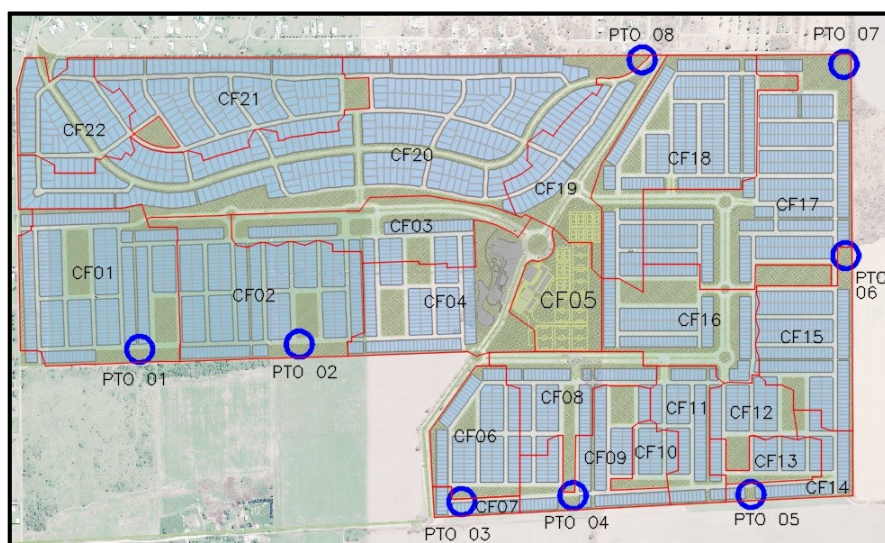 PTO 08
PTO 07
CF21
CF22
CF20
CF18
CF19
CF17
CF03
CF01
CF02
CF04
CF05
PTO
06
CF16
CF15
PTO 01
PTO 02
CF08
CF11
CF12
CF06
CF10
CF09
CF13
CF14
CF07
PTO 03
PTO 04
PTO 05